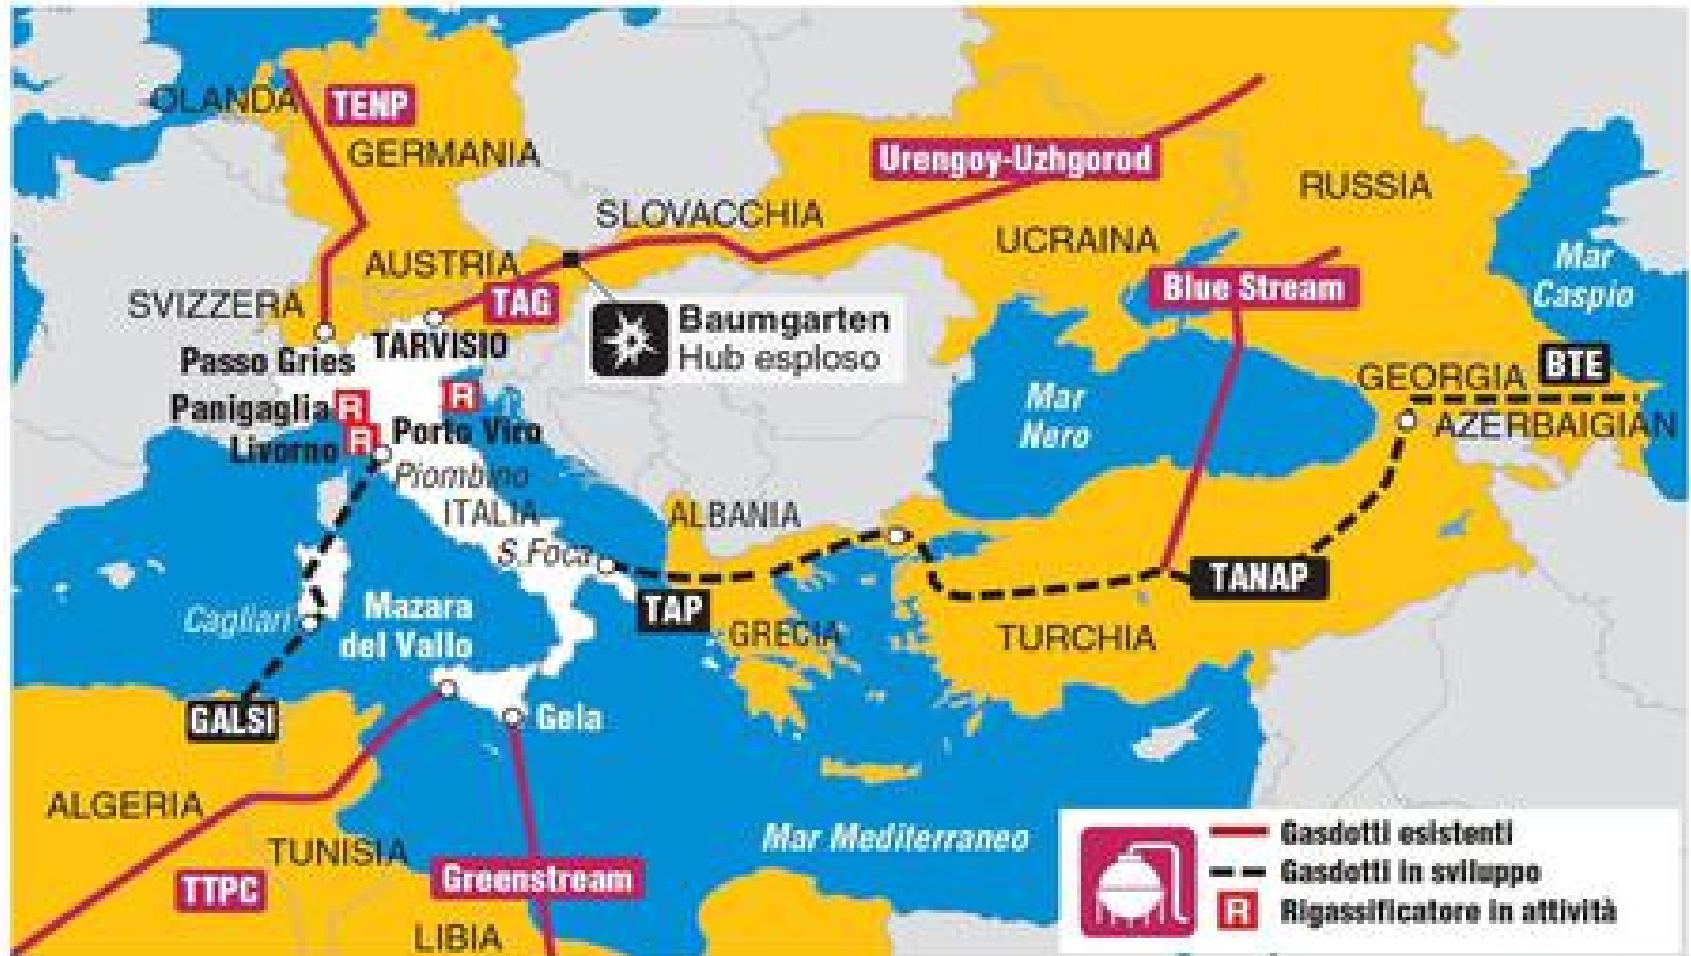 OLANDA
TENP
GERMANIA
Urengoy-Uzhgorod
RUSSIA
SLOVACCHIA
UCRAINA
AUSTRIA
Mar
Caspio
SVIZZERA
TAG
Blue Stream
Baumgarten
Hub esploso
TARVISIO
Passo Gries
GEORGIA
BTE
Panigaglia R
R
Mar
Nero
AZERBAIGIAN
Livorno R
Porto Viro
Piombino
ITALIA
ALBANIA
S.Foca
TANAP
TAP
Cagliari
Mazara
del Vallo
GRECIA
TURCHIA
GALSI
Gela
ALGERIA
TUNISIA
Mar Mediterraneo
TTPC
Greenstream
LIBIA
Gasdotti esistenti
Gasdotti in sviluppo
R Rigassificatore in attività